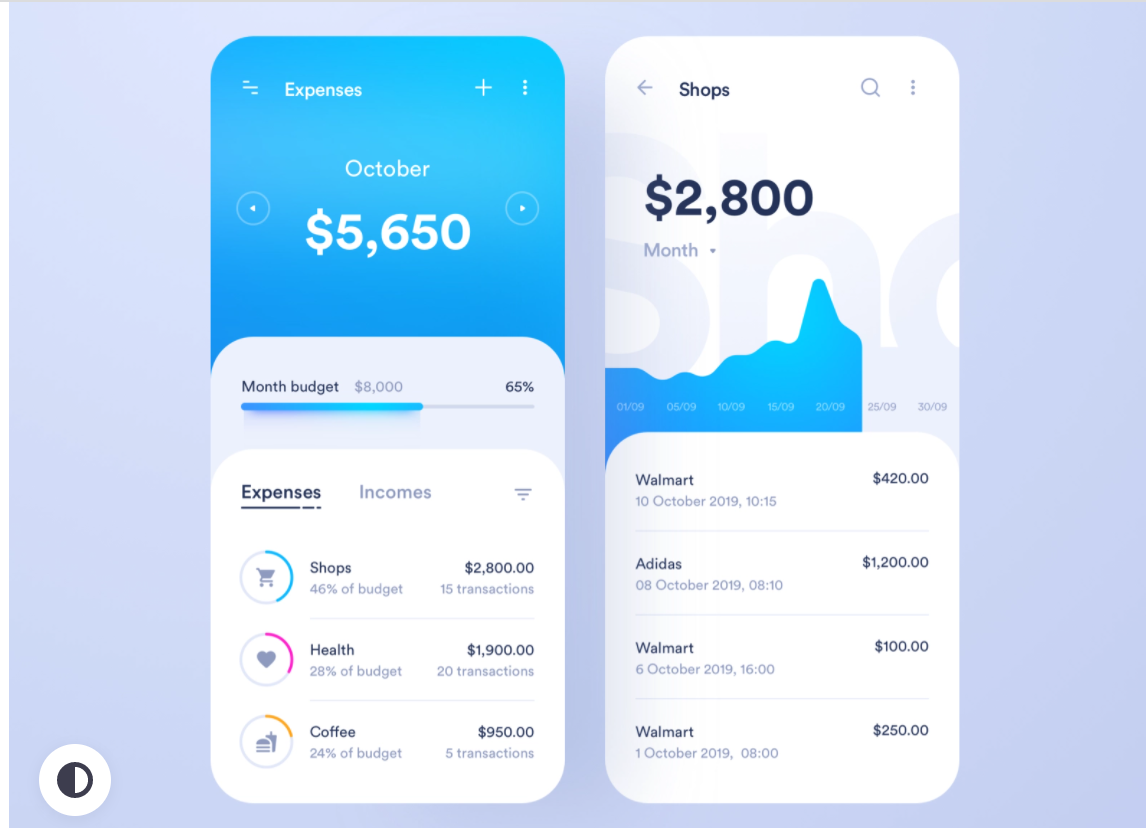 Expenses
October
$5,650
Month budget $8,000 65%
Expenses Incomes
Shops $2,800.00
46% of budget 15 transactions
Health $1,900.00
28% of budget 20 transactions
Coffee $950.00
24% of budget 5 transactions
Shops
Sho
$2,800
Month
01/09 05/09 10/09 15/09 20/09 25/09 30/09
Walmart $420.00
10 October 2019, 10:15
Adidas $1,200.00
08 October 2019, 08:10
Walmart $100.00
6 October 2019, 16:00
Walmart $250.00
1 October 2019, 08:00